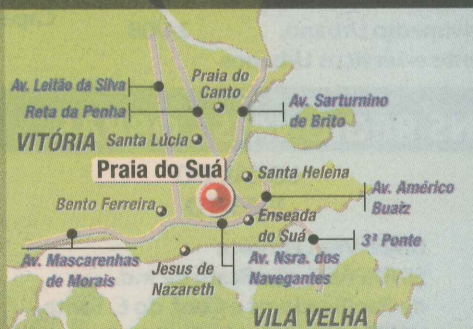 Av. Leitão da Silva
Praia do
Canto
Reta da Penha
Av. Sarturnino
de Brito
VITÓRIA
Santa Lúcia
Praia do Suá
Santa Helena
Av. Américo
Buaiz
Bento Ferreira
Enseada
do Suá
3ª Ponte
Av. Mascarenhas
de Morais
Jesus de
Nazareth
Av. Nsra. dos
Navegantes
VILA VELHA